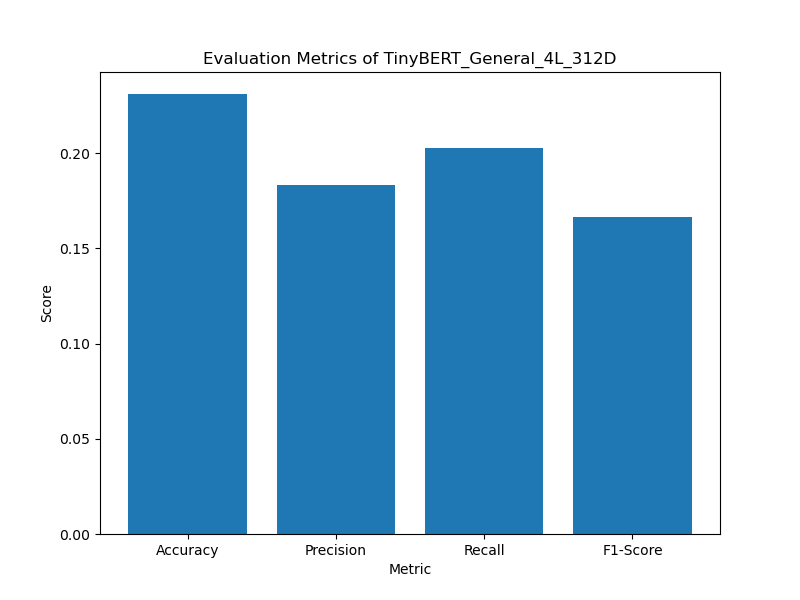 Evaluation Metrics of TinyBERT_General_4L_312D
0.20
0.15
0.10
0.05
0.00
Score
Accuracy Precision Recall F1-Score
Metric